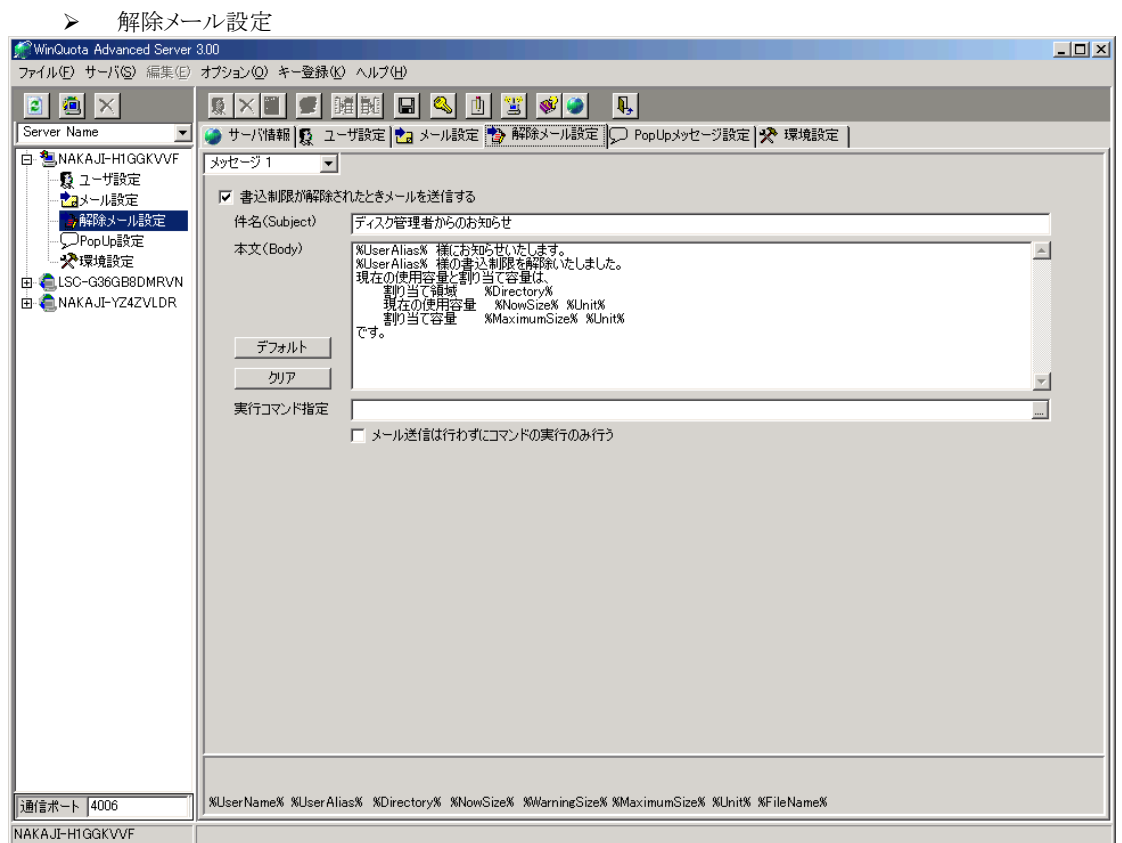 ➤ 解除メール設定
WinQuota Advanced Server 3.00
ファイル(F) サーバ(S) 編集(E) オプション(O) キー登録(K) ヘルプ(H)
Server Name
サーバ情報 ユーザ設定 メール設定 解除メール設定 PopUpメッセージ設定 環境設定
NAKAJI-H1GGKVVF
ユーザ設定
メール設定
解除メール設定
PopUp設定
環境設定
LSC-G36GB8DMRVN
NAKAJI-YZ4ZVLDR
メッセージ 1
書込制限が解除されたときメールを送信する
件名(Subject) ディスク管理者からのお知らせ
本文(Body)
%UserAlias% 様にお知らせいたします。
%UserAlias% 様の書込制限を解除いたしました。
現在の使用容量と割り当て容量は、
割り当て領域 %Directory%
現在の使用容量 %NowSize% %Unit%
割り当て容量 %MaximumSize% %Unit%
です。
デフォルト
クリア
実行コマンド指定 ...
メール送信は行わずにコマンドの実行のみ行う
通信ポート 4006
%UserName% %UserAlias% %Directory% %NowSize% %WarningSize% %MaximumSize% %Unit% %FileName%
NAKAJI-H1GGKVVF